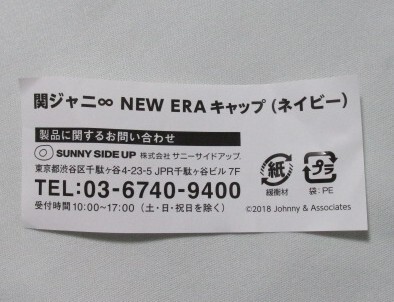 関ジャニ∞ NEW ERAキャップ(ネイビー)
製品に関するお問い合わせ
SUNNY SIDE UP 株式会社 サニーサイドアップ
東京都渋谷区千駄ヶ谷4-23-5 JPR千駄ヶ谷ビル 7F
TEL:03-6740-9400
受付時間10:00~17:00(土・日・祝日を除く)
紙
緩衝材
プラ
袋:PE
©2018 Johnny & Associates